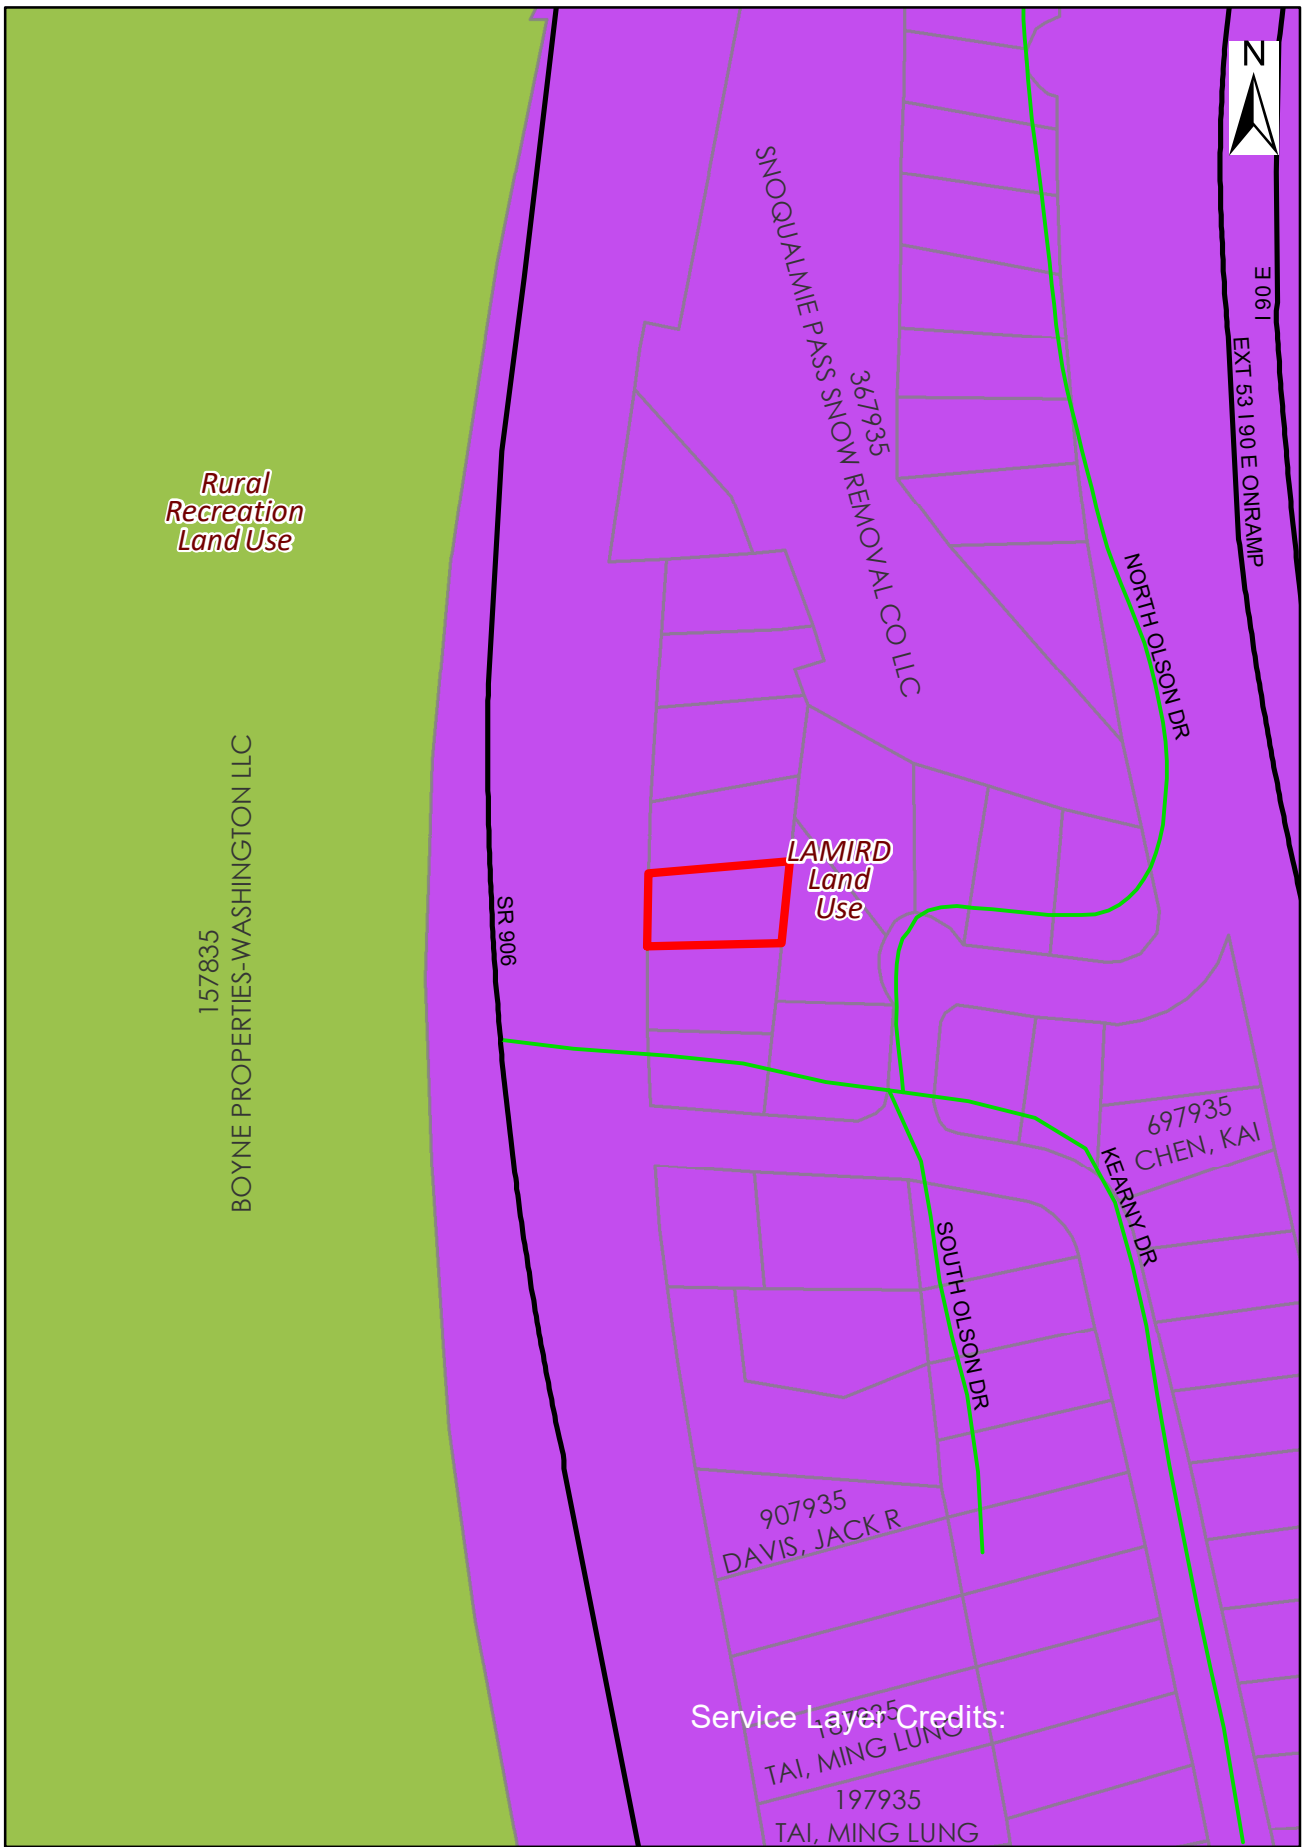 N
SNOQUALMIE PASS SNOW REMOVAL CO LLC
367935
I 90 E
EXT 53 I 90 E ONRAMP
Rural
Recreation
Land Use
NORTH OLSON DR
157835
BOYNE PROPERTIES-WASHINGTON LLC
LAMIRD
Land
Use
SR 906
697935
CHEN, KAI
KEARNY DR
SOUTH OLSON DR
907935
DAVIS, JACK R
Service Layer Credits:
TAI, MING LUNG
197935
TAI, MING LUNG